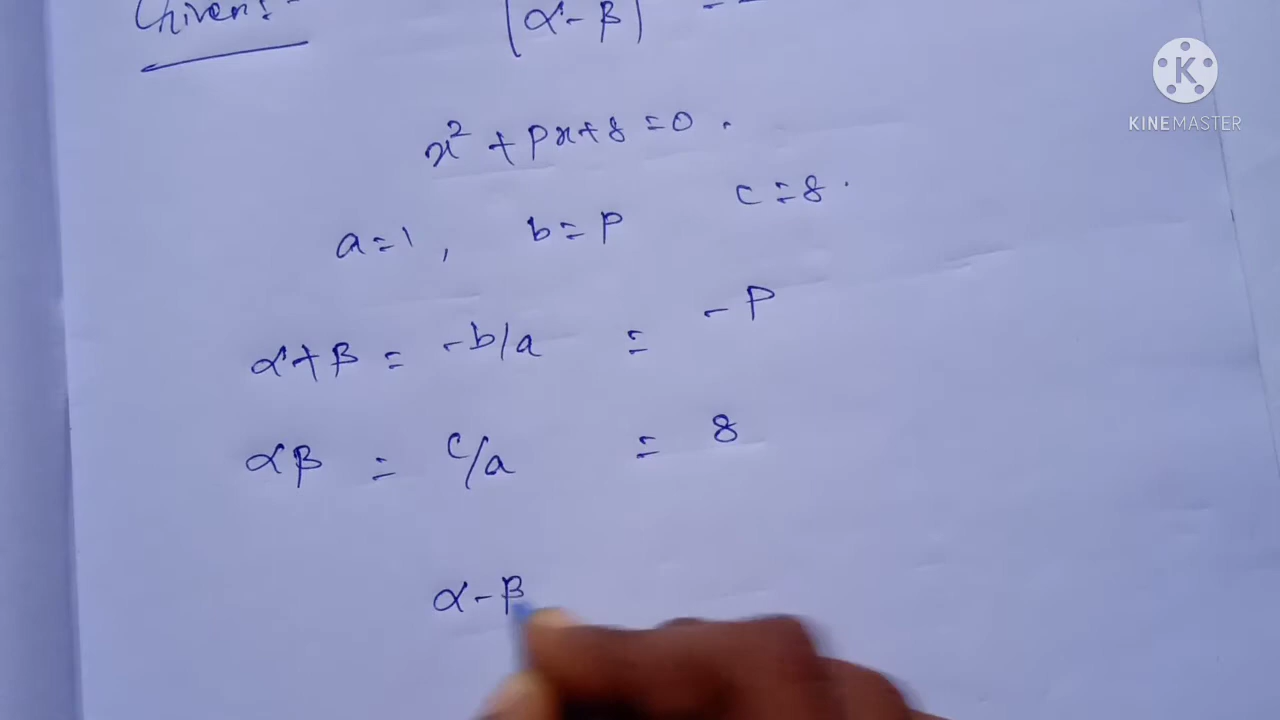 Given:-
|α-β| =
x² + px+8 =0.
a=1, b=p c=8.
α+β = -b/a = -p
αβ = c/a = 8
α-β
K
KINEMASTER